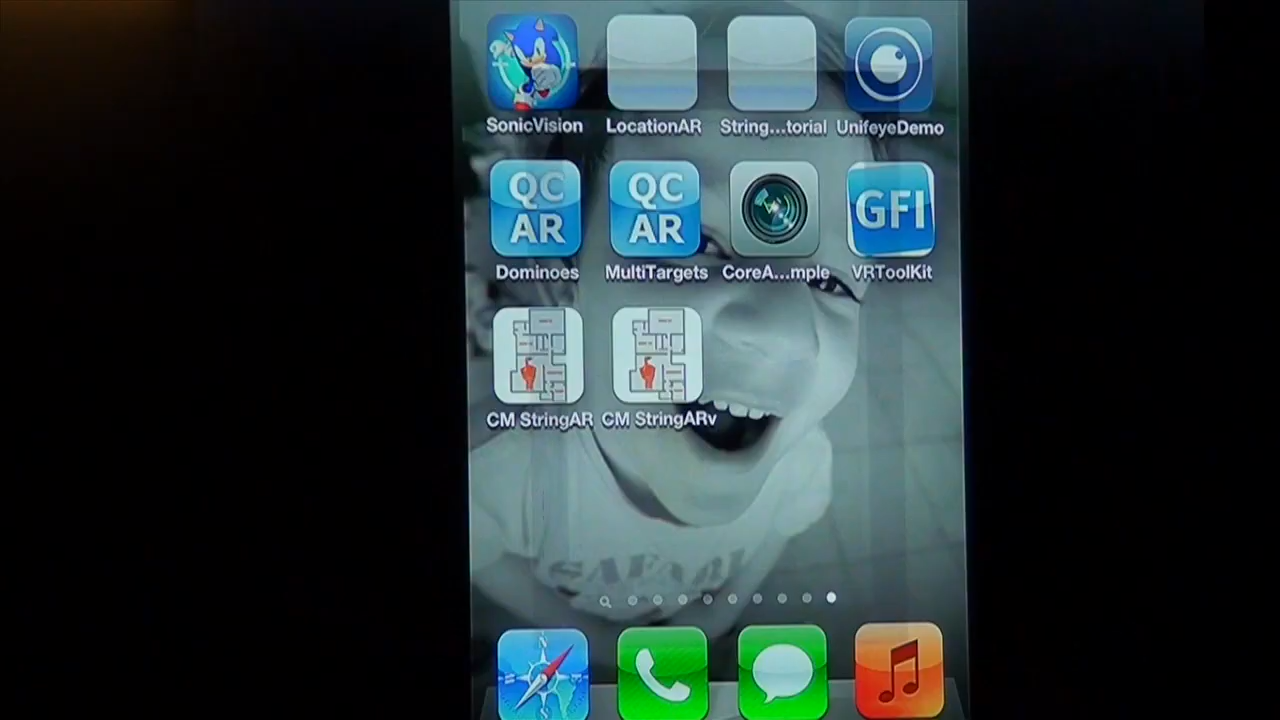 SonicVision LocationAR String...torial UnifeyeDemo
QC AR QC AR GFI
Dominoes MultiTargets CoreA...mple VRToolKit
CM StringAR CM StringARv
SAFARI
N